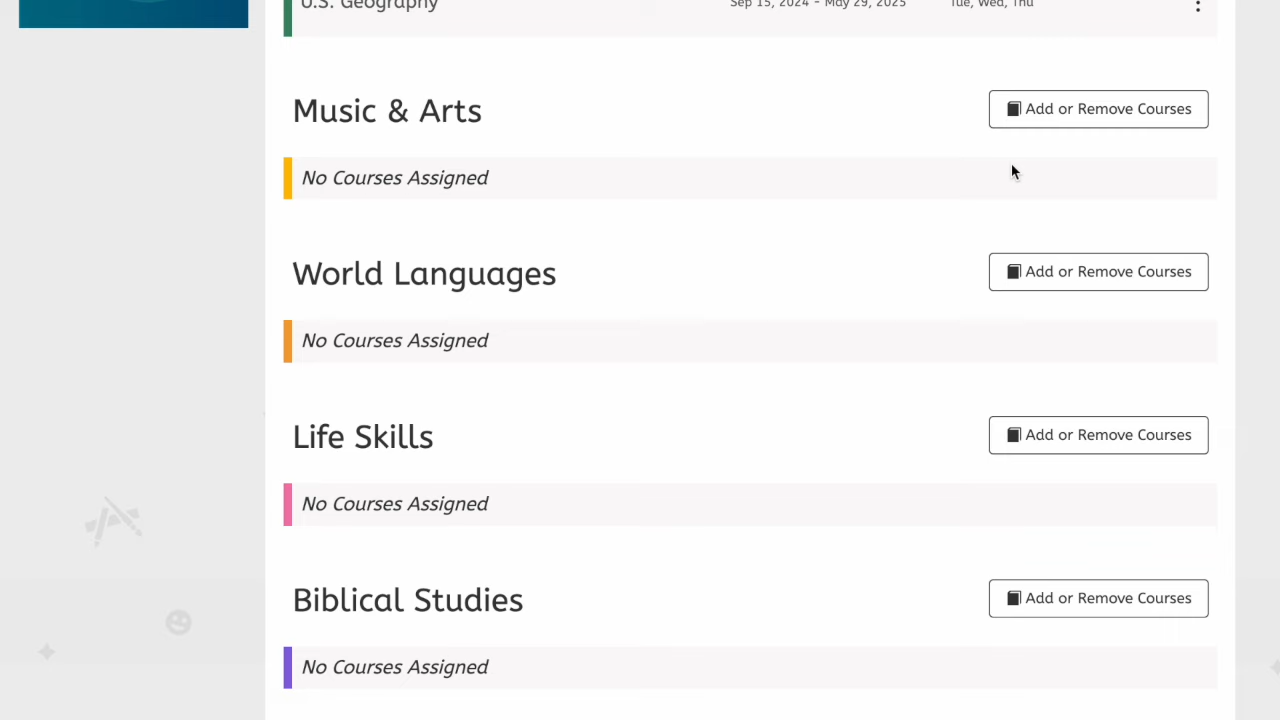 U.S. Geography Sep 15, 2024 - May 29, 2025 Tue, Wed, Thu
Music & Arts Add or Remove Courses
No Courses Assigned
World Languages Add or Remove Courses
No Courses Assigned
Life Skills Add or Remove Courses
No Courses Assigned
Biblical Studies Add or Remove Courses
No Courses Assigned